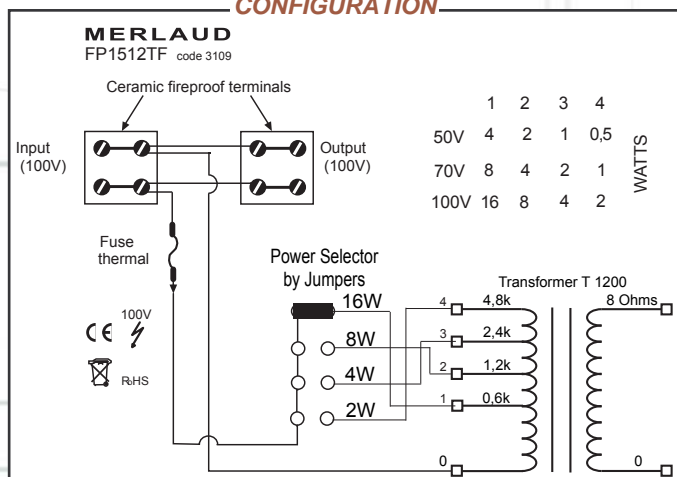 CONFIGURATION
MERLAUD
FP1512TF code 3109
Ceramic fireproof terminals
Input
(100V)
Output
(100V)
1 2 3 4
50V 4 2 1 0,5
70V 8 4 2 1
100V 16 8 4 2
WATTS
Fuse
thermal
100V
CE
RoHS
Power Selector
by Jumpers
16W
8W
4W
2W
Transformer T 1200
4 4,8k
3 2,4k
2 1,2k
1 0,6k
0
8 Ohms
0